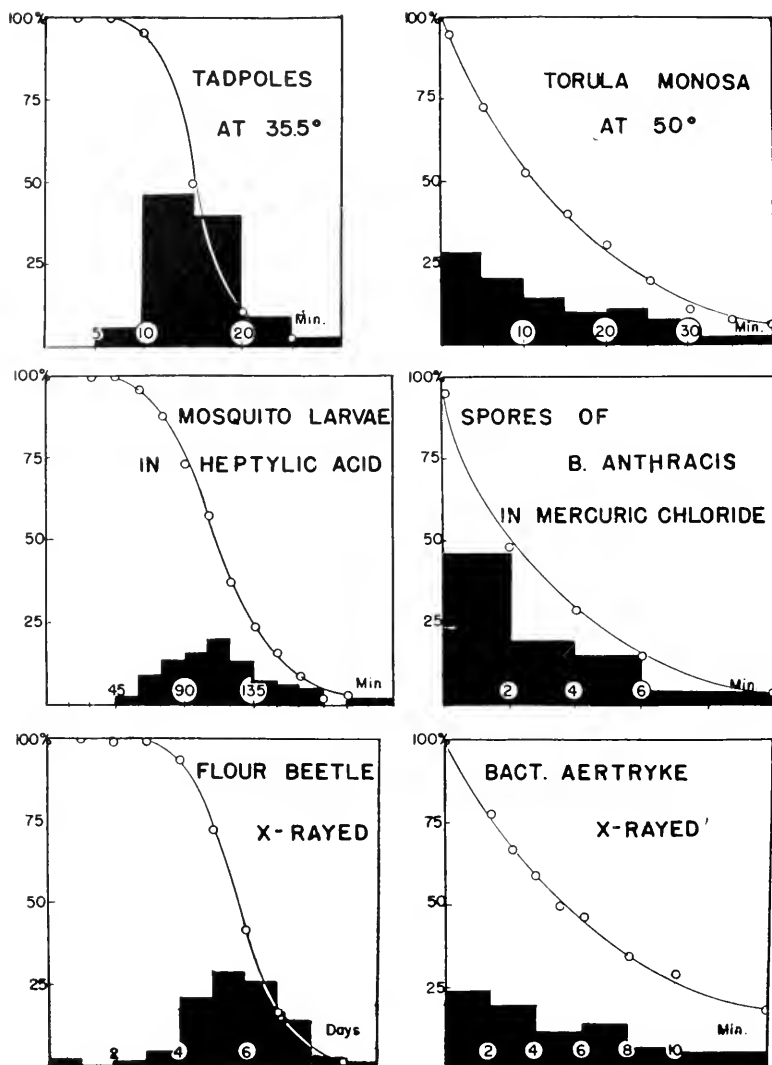 100%
75
50
25
TADPOLES
AT 35.5°
5
10
20
Min.
100%
75
50
25
TORULA MONOSA
AT 50°
10
20
30
Min.
100%
75
50
25
MOSQUITO LARVAE
IN HEPTYLIC ACID
45
90
135
Min
100%
75
50
25
SPORES OF
B. ANTHRACIS
IN MERCURIC CHLORIDE
2
4
6
Min.
100%
75
50
25
FLOUR BEETLE
X-RAYED
2
4
6
Days
100%
75
50
25
BACT. AERTRYKE
X-RAYED
2
4
6
8
10
Min.